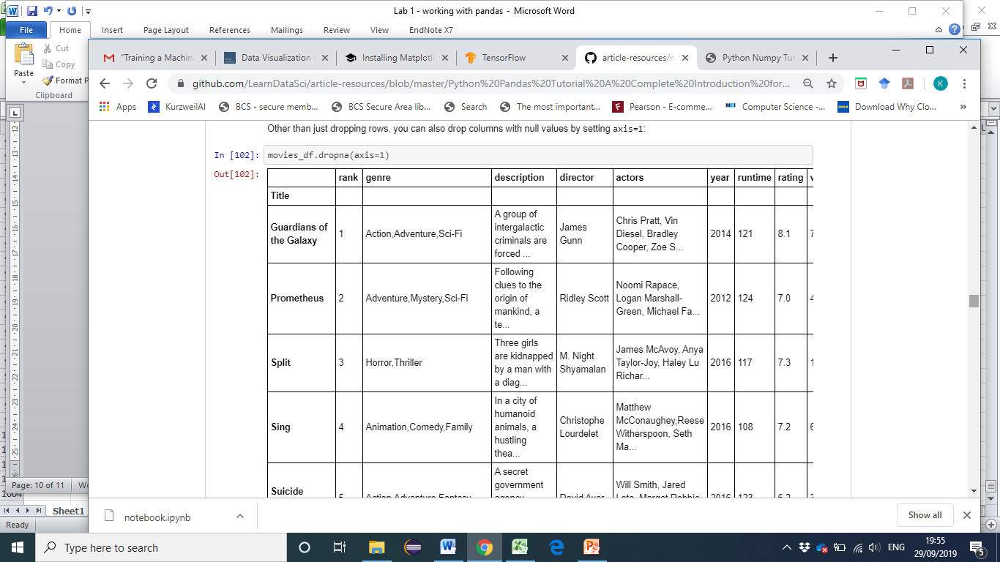 Lab 1 - working with pandas - Microsoft Word
File Home Insert Page Layout References Mailings Review View EndNote X7
Cut
Copy
Format P
Paste
Clipboard
"Training a Machin
Data Visualization
Installing Matplotli
TensorFlow
article-resources/n
Python Numpy Tut
github.com/LearnDataSci/article-resources/blob/master/Python%20Pandas%20Tutorial%20A%20Complete%20Introduction%20for...
K
Apps KurzweilAI BCS - secure memb... BCS Secure Area lib... Search The most important... Pearson - E-comme... Computer Science -... Download Why Clo... »
Other than just dropping rows, you can also drop columns with null values by setting axis=1:
In [102]: movies_df.dropna(axis=1)
Out[102]:
rank genre description director actors year runtime rating v
Title
Guardians of the Galaxy 1 Action,Adventure,Sci-Fi A group of intergalactic criminals are forced ... James Gunn Chris Pratt, Vin Diesel, Bradley Cooper, Zoe S... 2014 121 8.1 7
Prometheus 2 Adventure,Mystery,Sci-Fi Following clues to the origin of mankind, a te... Ridley Scott Noomi Rapace, Logan Marshall-Green, Michael Fa... 2012 124 7.0 4
Split 3 Horror,Thriller Three girls are kidnapped by a man with a diag... M. Night Shyamalan James McAvoy, Anya Taylor-Joy, Haley Lu Richar... 2016 117 7.3 1
Sing 4 Animation,Comedy,Family In a city of humanoid animals, a hustling thea... Christophe Lourdelet Matthew McConaughey,Reese Witherspoon, Seth Ma... 2016 108 7.2 6
Suicide 5 Action,Adventure,Fantasy A secret government agency David Ayer Will Smith, Jared Leto, Margot Robbie 2016 123 6.2
Page: 10 of 11
1004
Sheet1
Ready
notebook.ipynb
Show all
Type here to search
ENG
19:55
29/09/2019
5